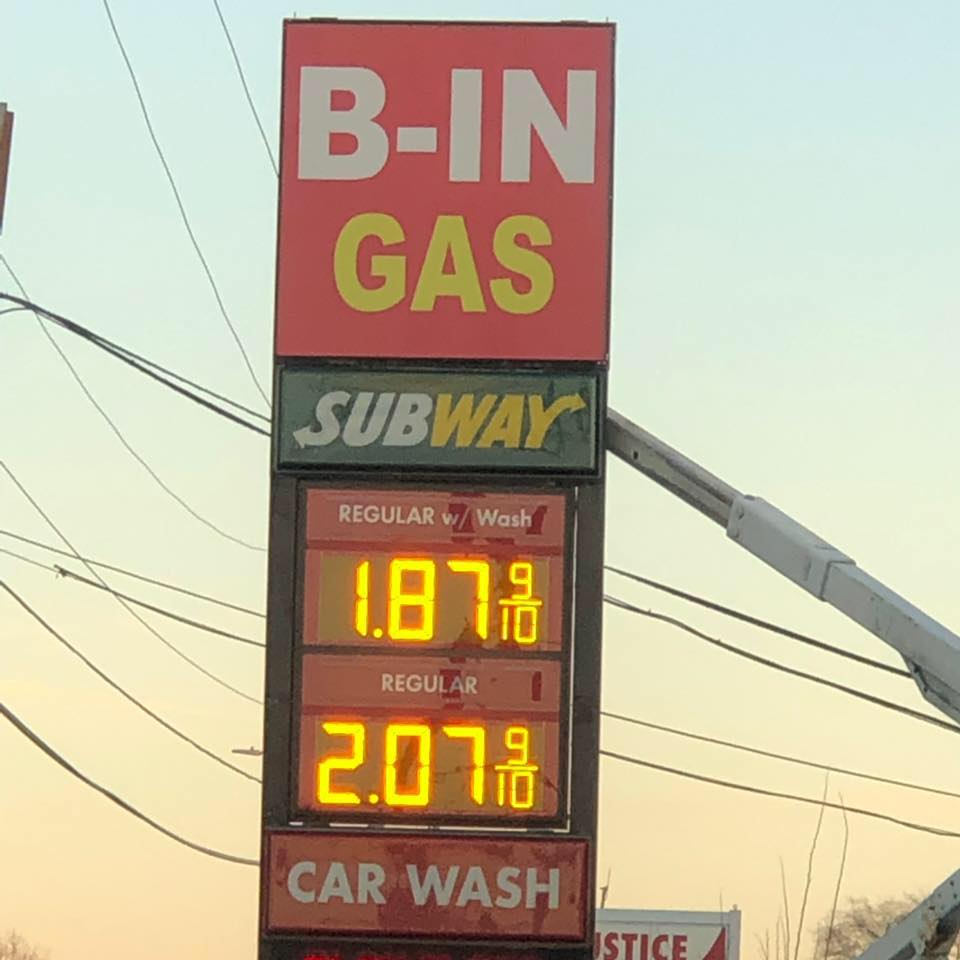 B-IN
GAS
SUBWAY
REGULAR w/ Wash
1.87 9/10
REGULAR
2.07 9/10
CAR WASH
USTICE